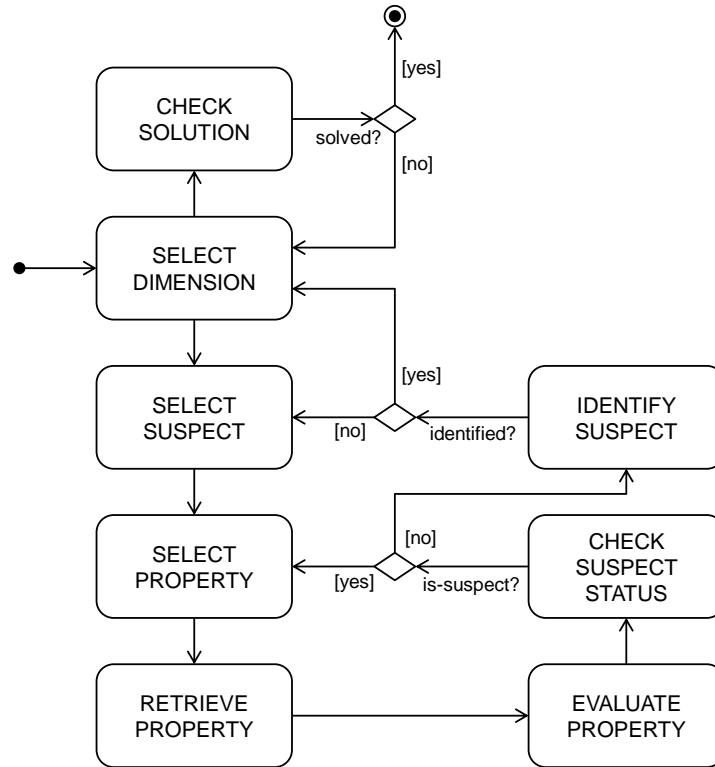 [yes]
CHECK
SOLUTION
solved?
[no]
SELECT
DIMENSION
[yes]
SELECT
SUSPECT
[no]
identified?
IDENTIFY
SUSPECT
[no]
SELECT
PROPERTY
[yes]
is-suspect?
CHECK
SUSPECT
STATUS
RETRIEVE
PROPERTY
EVALUATE
PROPERTY